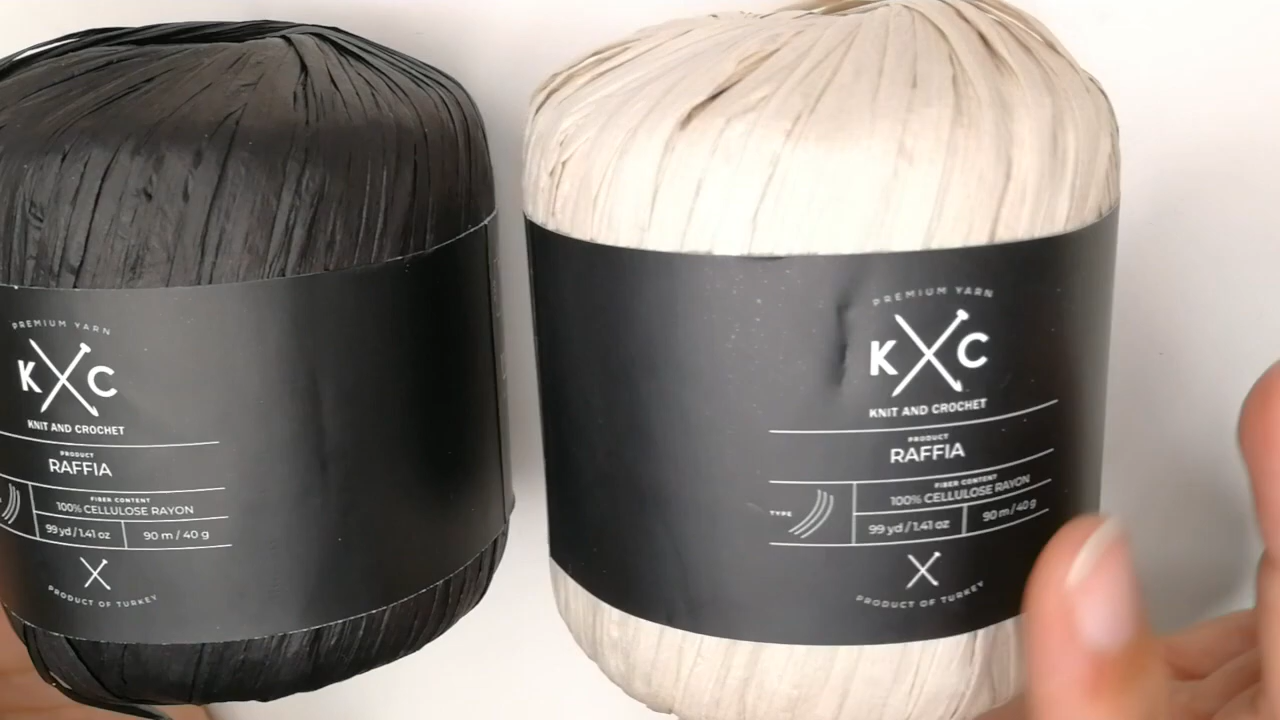 PREMIUM YARN
K C
KNIT AND CROCHET
PRODUCT
RAFFIA
FIBER CONTENT
100% CELLULOSE RAYON
99 yd / 1.41 oz
90 m / 40 g
PRODUCT OF TURKEY
PREMIUM YARN
K C
KNIT AND CROCHET
PRODUCT
RAFFIA
FIBER CONTENT
TYPE
100% CELLULOSE RAYON
99 yd / 1.41 oz
90 m / 40 g
PRODUCT OF TURKEY